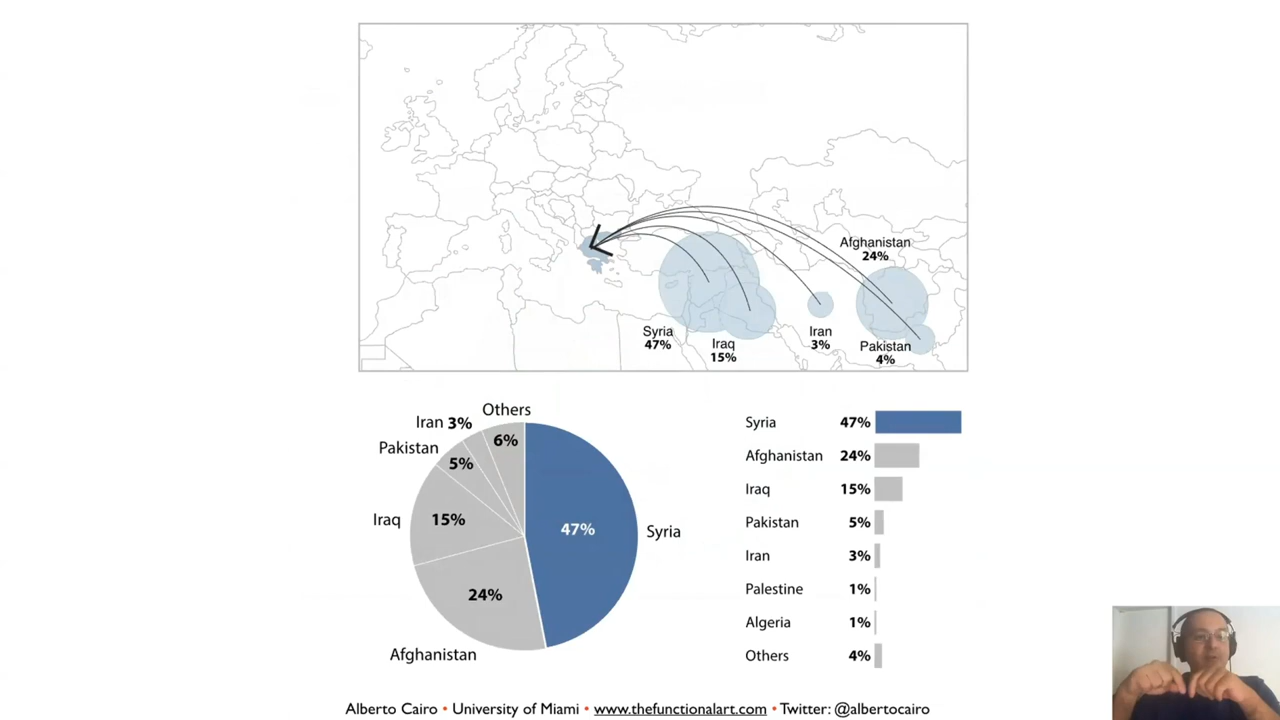 Afghanistan
24%
Syria
47%
Iraq
15%
Iran
3%
Pakistan
4%
Others
6%
Iran 3%
Pakistan
5%
Iraq
15%
47%
Syria
24%
Afghanistan
Syria 47%
Afghanistan 24%
Iraq 15%
Pakistan 5%
Iran 3%
Palestine 1%
Algeria 1%
Others 4%
Alberto Cairo • University of Miami • www.thefunctionalart.com • Twitter: @albertocairo